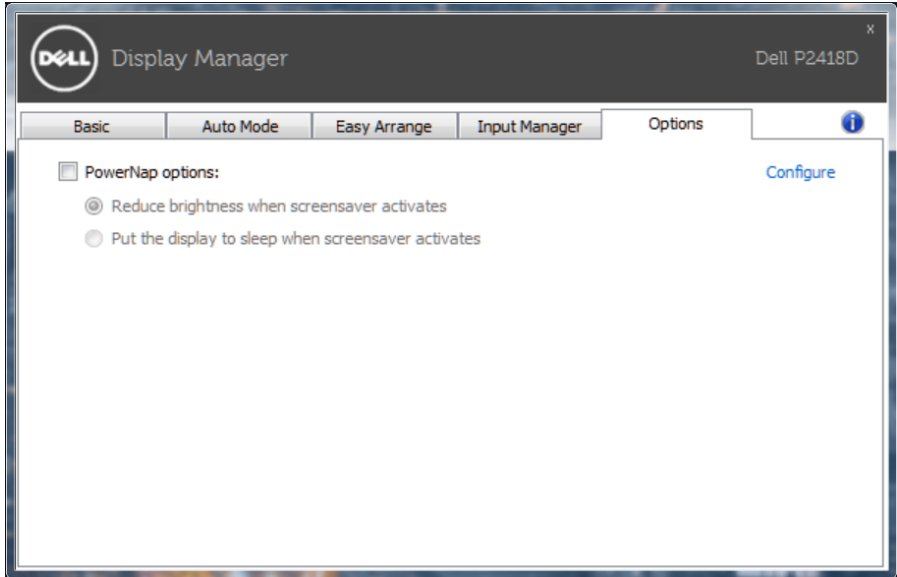 x
DELL Display Manager Dell P2418D
Basic Auto Mode Easy Arrange Input Manager Options i
PowerNap options: Configure
Reduce brightness when screensaver activates
Put the display to sleep when screensaver activates